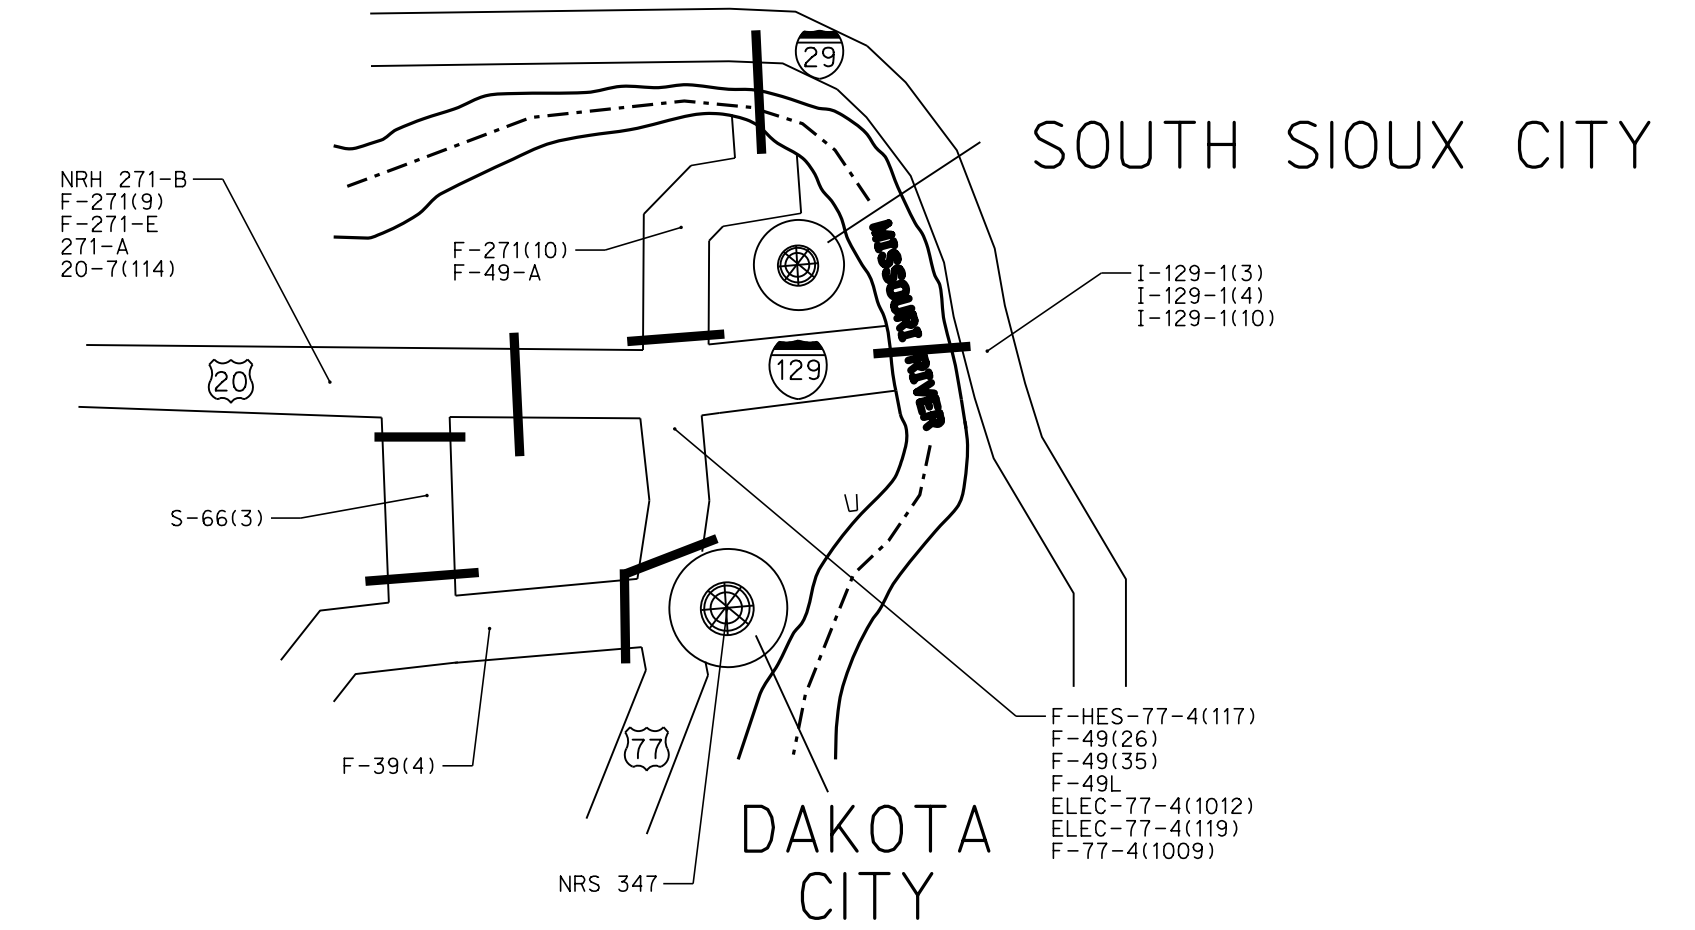 29
SOUTH SIOUX CITY
NRH 271-B
F-271(9)
F-271-E
271-A
20-7(114)
F-271(10)
F-49-A
MISSOURI RIVER
I-129-1(3)
I-129-1(4)
I-129-1(10)
20
129
S-66(3)
F-39(4)
77
F-HES-77-4(117)
F-49(26)
F-49(35)
F-49L
ELEC-77-4(1012)
ELEC-77-4(119)
F-77-4(1009)
DAKOTA
CITY
NRS 347